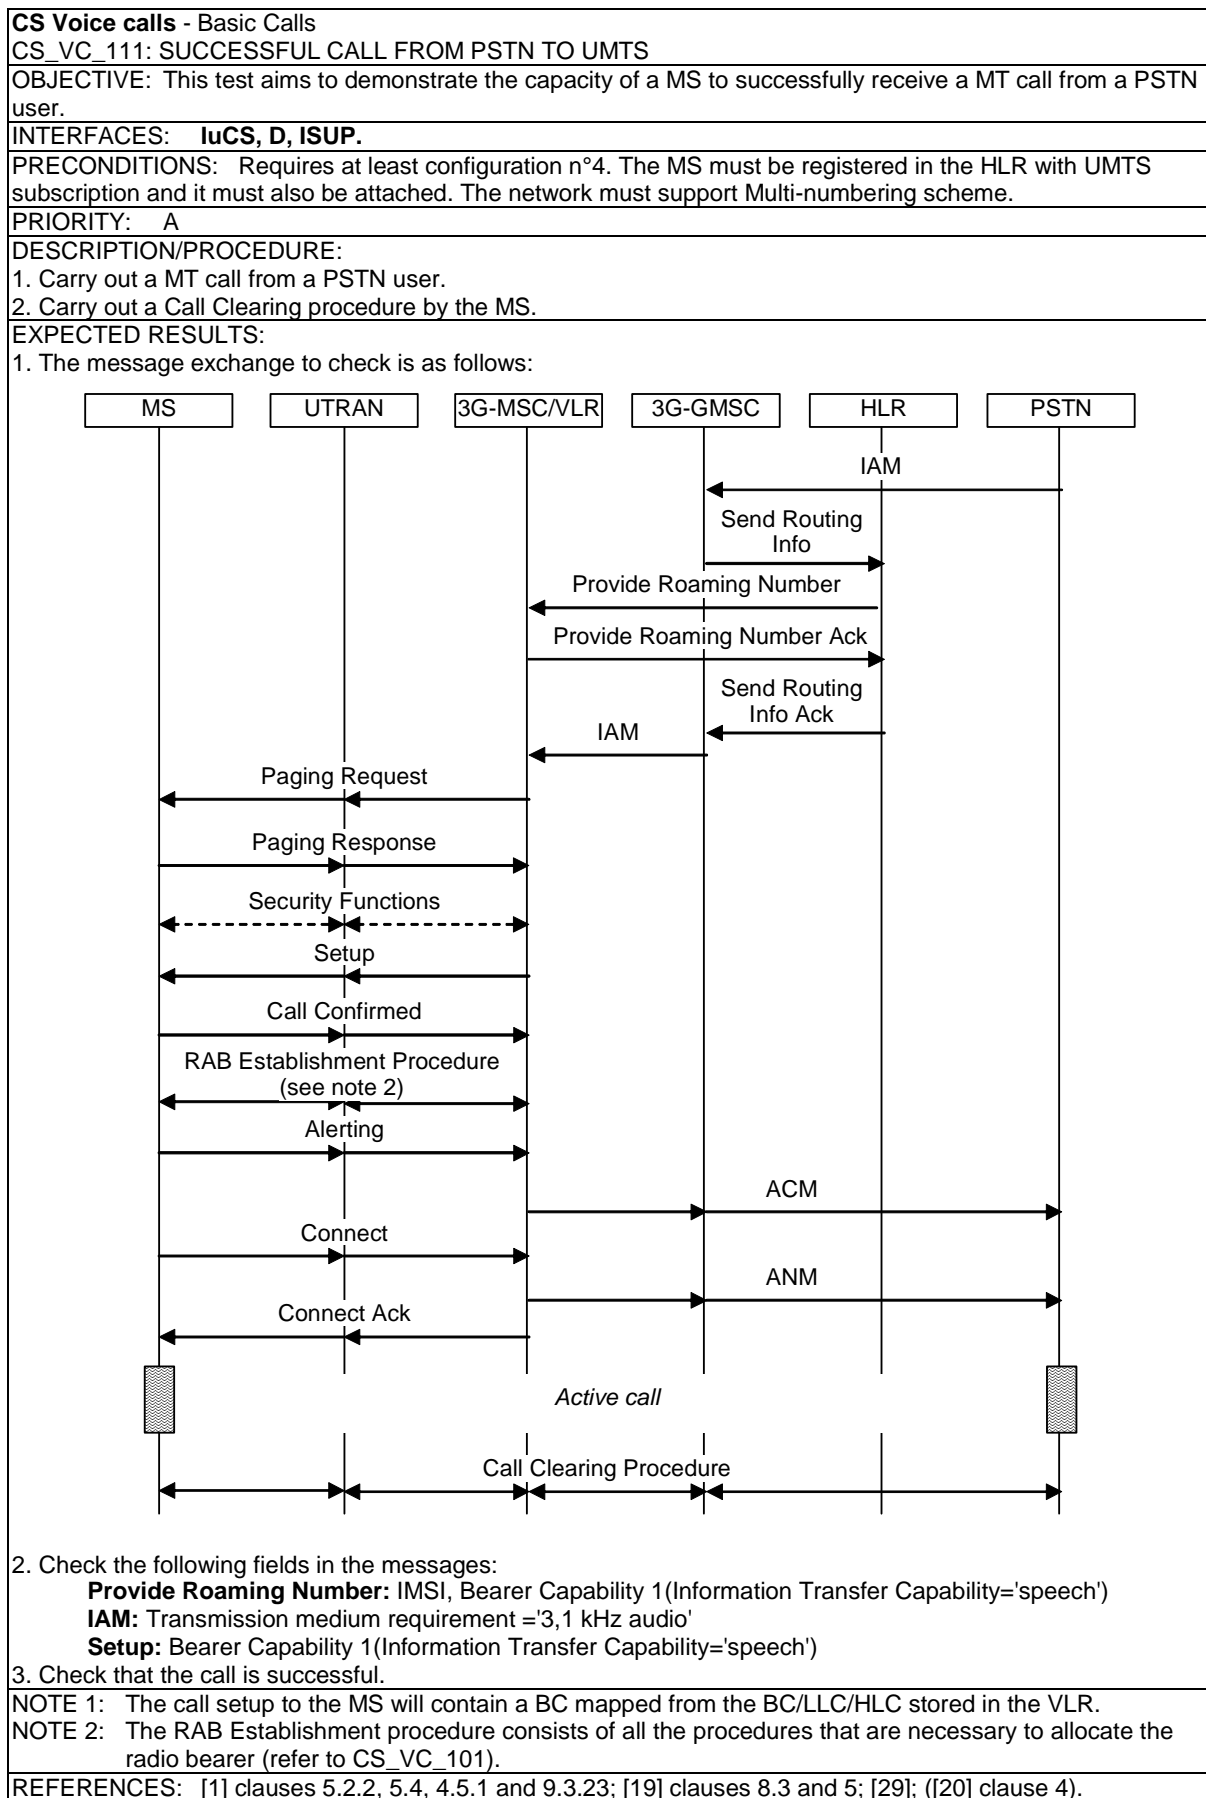 CS Voice calls - Basic Calls
CS_VC_111: SUCCESSFUL CALL FROM PSTN TO UMTS
OBJECTIVE: This test aims to demonstrate the capacity of a MS to successfully receive a MT call from a PSTN
user.
INTERFACES: IuCS, D, ISUP.
PRECONDITIONS: Requires at least configuration n°4. The MS must be registered in the HLR with UMTS
subscription and it must also be attached. The network must support Multi-numbering scheme.
PRIORITY: A
DESCRIPTION/PROCEDURE:
1. Carry out a MT call from a PSTN user.
2. Carry out a Call Clearing procedure by the MS.
EXPECTED RESULTS:
1. The message exchange to check is as follows:
MS UTRAN 3G-MSC/VLR 3G-GMSC HLR PSTN
IAM
Send Routing
Info
Provide Roaming Number
Provide Roaming Number Ack
Send Routing
Info Ack
IAM
Paging Request
Paging Response
Security Functions
Setup
Call Confirmed
RAB Establishment Procedure
(see note 2)
Alerting
ACM
Connect
ANM
Connect Ack
Active call
Call Clearing Procedure
2. Check the following fields in the messages:
Provide Roaming Number: IMSI, Bearer Capability 1(Information Transfer Capability='speech')
IAM: Transmission medium requirement ='3,1 kHz audio'
Setup: Bearer Capability 1(Information Transfer Capability='speech')
3. Check that the call is successful.
NOTE 1: The call setup to the MS will contain a BC mapped from the BC/LLC/HLC stored in the VLR.
NOTE 2: The RAB Establishment procedure consists of all the procedures that are necessary to allocate the
radio bearer (refer to CS_VC_101).
REFERENCES: [1] clauses 5.2.2, 5.4, 4.5.1 and 9.3.23; [19] clauses 8.3 and 5; [29]; ([20] clause 4).